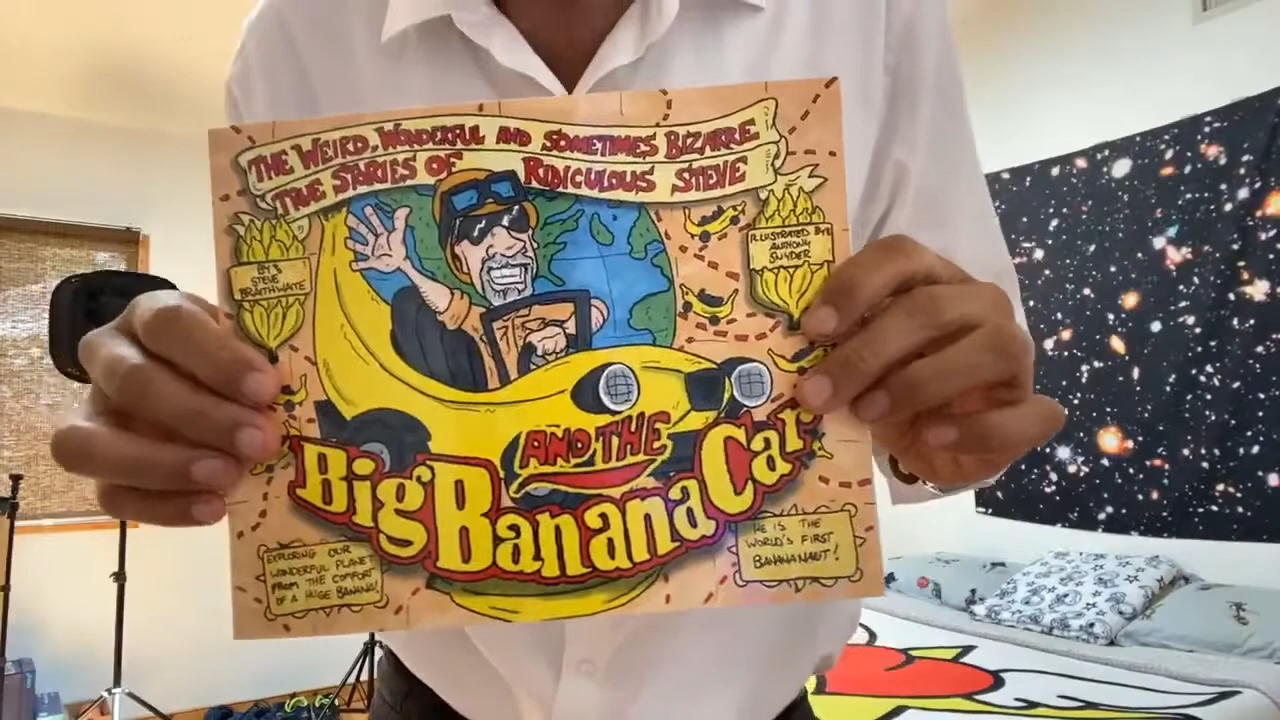 THE WEIRD, WONDERFUL AND SOMETIMES BIZARRE
TRUE STORIES OF RIDICULOUS STEVE
BY
STEVE
BRAITHWAITE
ILLUSTRATED BY
ANTHONY
SNYDER
AND THE
Big Banana Car
EXPLORING OUR
WONDERFUL PLANET
FROM THE COMFORT
OF A HUGE BANANA!
HE IS THE
WORLD'S FIRST
BANANANAUT!